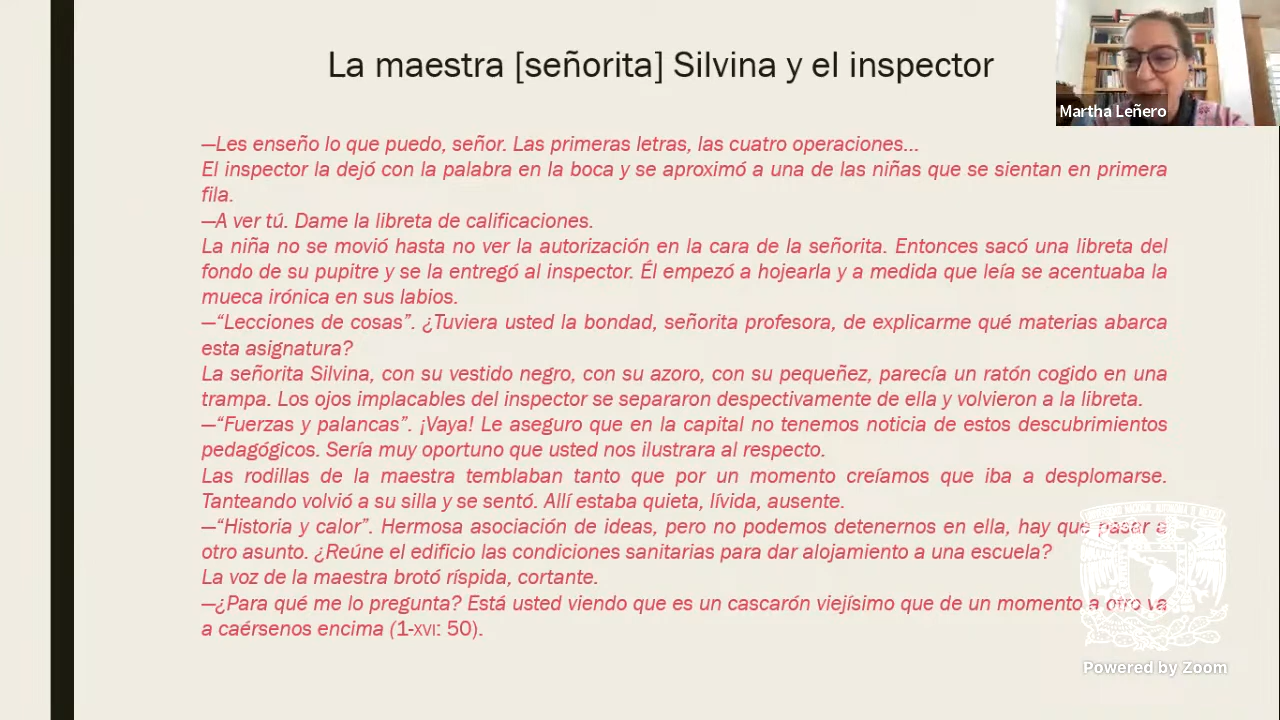 La maestra [señorita] Silvina y el inspector
Martha Leñero
—Les enseño lo que puedo, señor. Las primeras letras, las cuatro operaciones…
El inspector la dejó con la palabra en la boca y se aproximó a una de las niñas que se sientan en primera
fila.
—A ver tú. Dame la libreta de calificaciones.
La niña no se movió hasta no ver la autorización en la cara de la señorita. Entonces sacó una libreta del
fondo de su pupitre y se la entregó al inspector. Él empezó a hojearla y a medida que leía se acentuaba la
mueca irónica en sus labios.
—“Lecciones de cosas”. ¿Tuviera usted la bondad, señorita profesora, de explicarme qué materias abarca
esta asignatura?
La señorita Silvina, con su vestido negro, con su azoro, con su pequeñez, parecía un ratón cogido en una
trampa. Los ojos implacables del inspector se separaron despectivamente de ella y volvieron a la libreta.
—“Fuerzas y palancas”. ¡Vaya! Le aseguro que en la capital no tenemos noticia de estos descubrimientos
pedagógicos. Sería muy oportuno que usted nos ilustrara al respecto.
Las rodillas de la maestra temblaban tanto que por un momento creíamos que iba a desplomarse.
Tanteando volvió a su silla y se sentó. Allí estaba quieta, lívida, ausente.
—“Historia y calor”. Hermosa asociación de ideas, pero no podemos detenernos en ella, hay que pasar a
otro asunto. ¿Reúne el edificio las condiciones sanitarias para dar alojamiento a una escuela?
La voz de la maestra brotó ríspida, cortante.
—¿Para qué me lo pregunta? Está usted viendo que es un cascarón viejísimo que de un momento a otro va
a caérsenos encima (1-XVI: 50).
Powered by Zoom